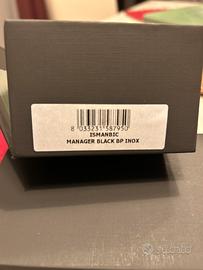 8 033231 587950
ISMANBIC
MANAGER BLACK BP INOX
subito